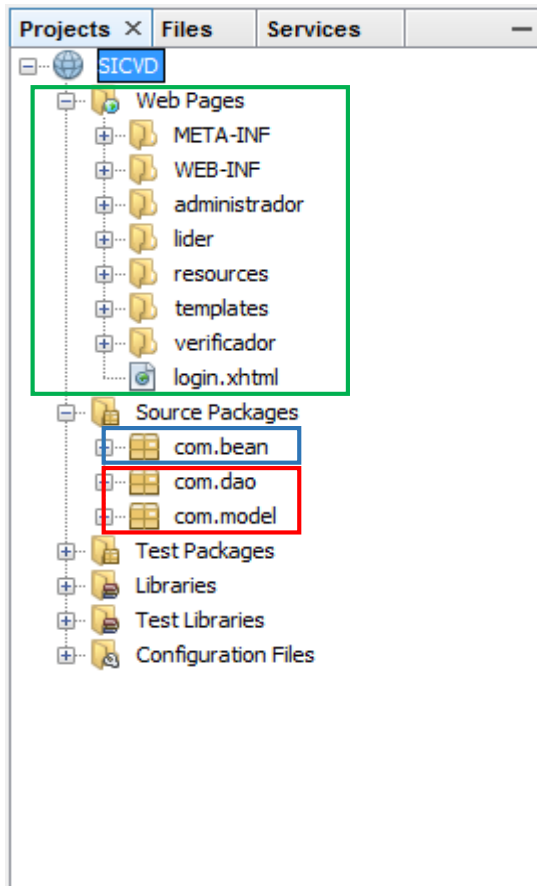 Projects × Files Services
SICVD
Web Pages
META-INF
WEB-INF
administrador
lider
resources
templates
verificador
login.xhtml
Source Packages
com.bean
com.dao
com.model
Test Packages
Libraries
Test Libraries
Configuration Files